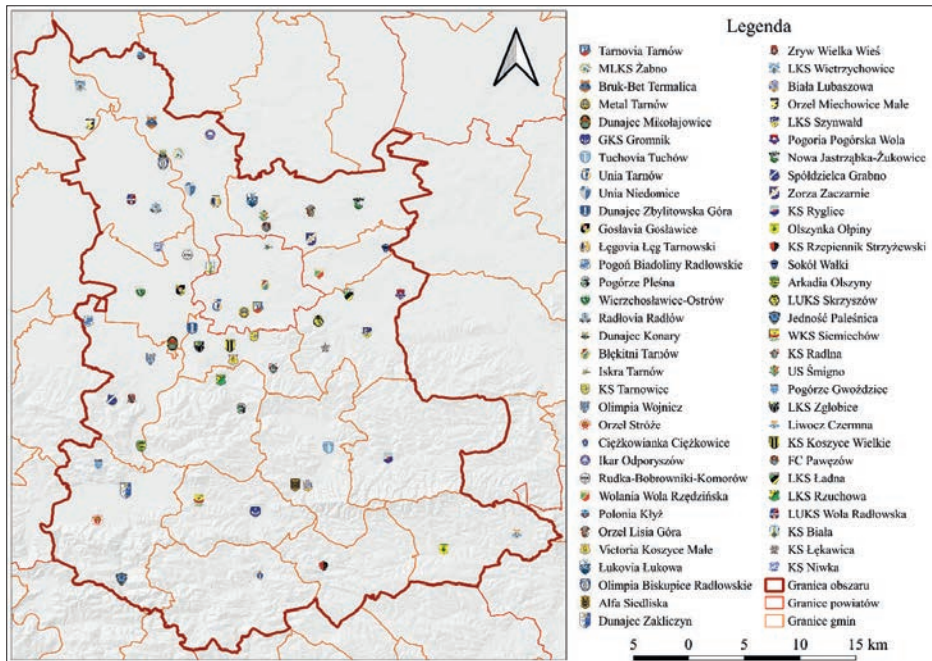 Legenda
Tarnovia Tarnów
MLKS Żabno
Bruk-Bet Termalica
Metal Tarnów
Dunajec Mikołajowice
GKS Gromnik
Tuchovia Tuchów
Unia Tarnów
Unia Niedomice
Dunajec Zbylitowska Góra
Gosłavia Gosławice
Łęgovia Łęg Tarnowski
Pogoń Biadoliny Radłowskie
Pogórze Pleśna
Wierzchosławice-Ostrów
Radłovia Radłów
Dunajec Konary
Błękitni Tarnów
Iskra Tarnów
KS Tarnowiec
Olimpia Wojnicz
Orzeł Stróże
Ciężkowianka Ciężkowice
Ikar Odporyszów
Rudka-Bobrowniki-Komorów
Wolania Wola Rzędzińska
Polonia Kłyż
Orzeł Lisia Góra
Victoria Koszyce Małe
Łukovia Łukowa
Olimpia Biskupice Radłowskie
Alfa Siedliska
Dunajec Zakliczyn
Zryw Wielka Wieś
LKS Wietrzychowice
Biała Lubaszowa
Orzeł Miechowice Małe
LKS Szynwałd
Pogoria Pogórska Wola
Nowa Jastrząbka-Żukowice
Spółdzielca Grabno
Zorza Zaczarnie
KS Ryglice
Olszynka Ołpiny
KS Rzepiennik Strzyżewski
Sokół Wałki
Arkadia Olszyny
LUKS Skrzyszów
Jedność Paleśnica
WKS Siemiechów
KS Radlna
US Śmigno
Pogórze Gwoździec
LKS Zgłobice
Liwocz Czermna
KS Koszyce Wielkie
FC Pawęzów
LKS Ładna
LKS Rzuchowa
LUKS Wola Radłowska
KS Biała
KS Łękawica
KS Niwka
Granica obszaru
Granice powiatów
Granice gmin
5 0 5 10 15 km